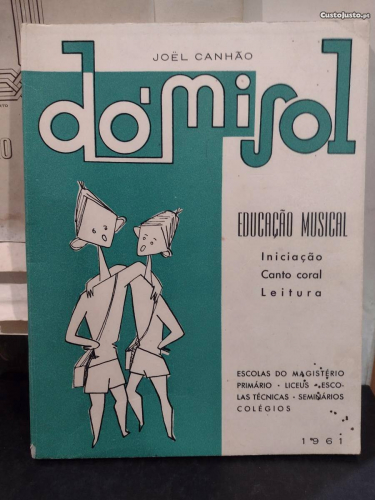 CustoJusto.pt
JOËL CANHÃO
dó·mi·sol
EDUCAÇÃO MUSICAL
Iniciação
Canto coral
Leitura
ESCOLAS DO MAGISTÉRIO
PRIMÁRIO · LICEUS · ESCO-
LAS TÉCNICAS · SEMINÁRIOS
COLÉGIOS
1961